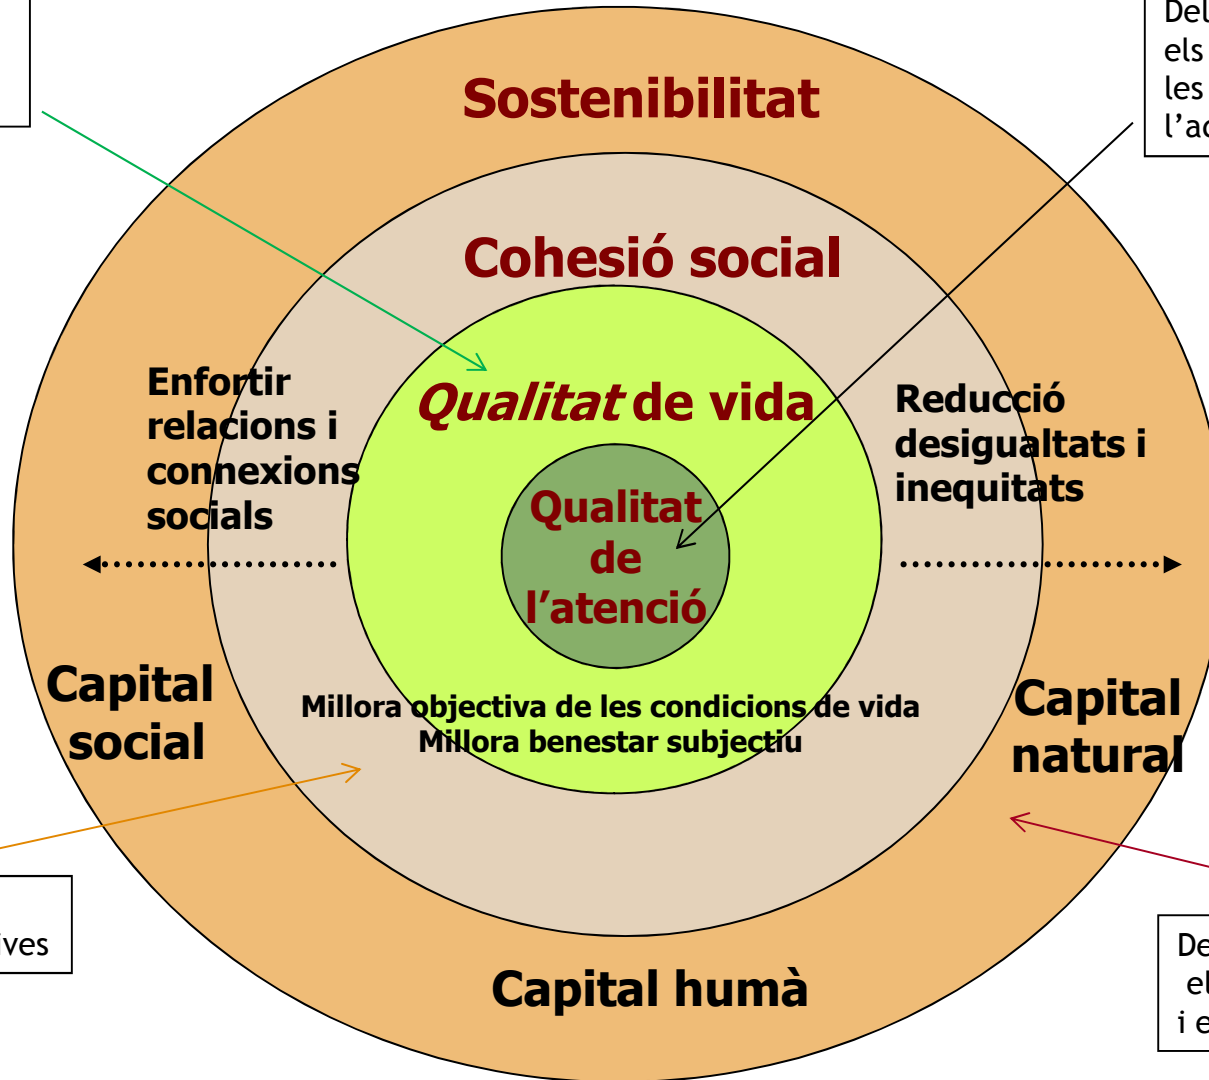 els
les
Sostenibilitat
Cohesió social
Enfortir
relacions i
connexions
socials
Qualitat de vida
Reducció
desigualtats i
inequitats
Qualitat
de
l’atenció
Capital
social
Millora objectiva de les condicions de vida
Millora benestar subjectiu
Capital
natural
Capital humà